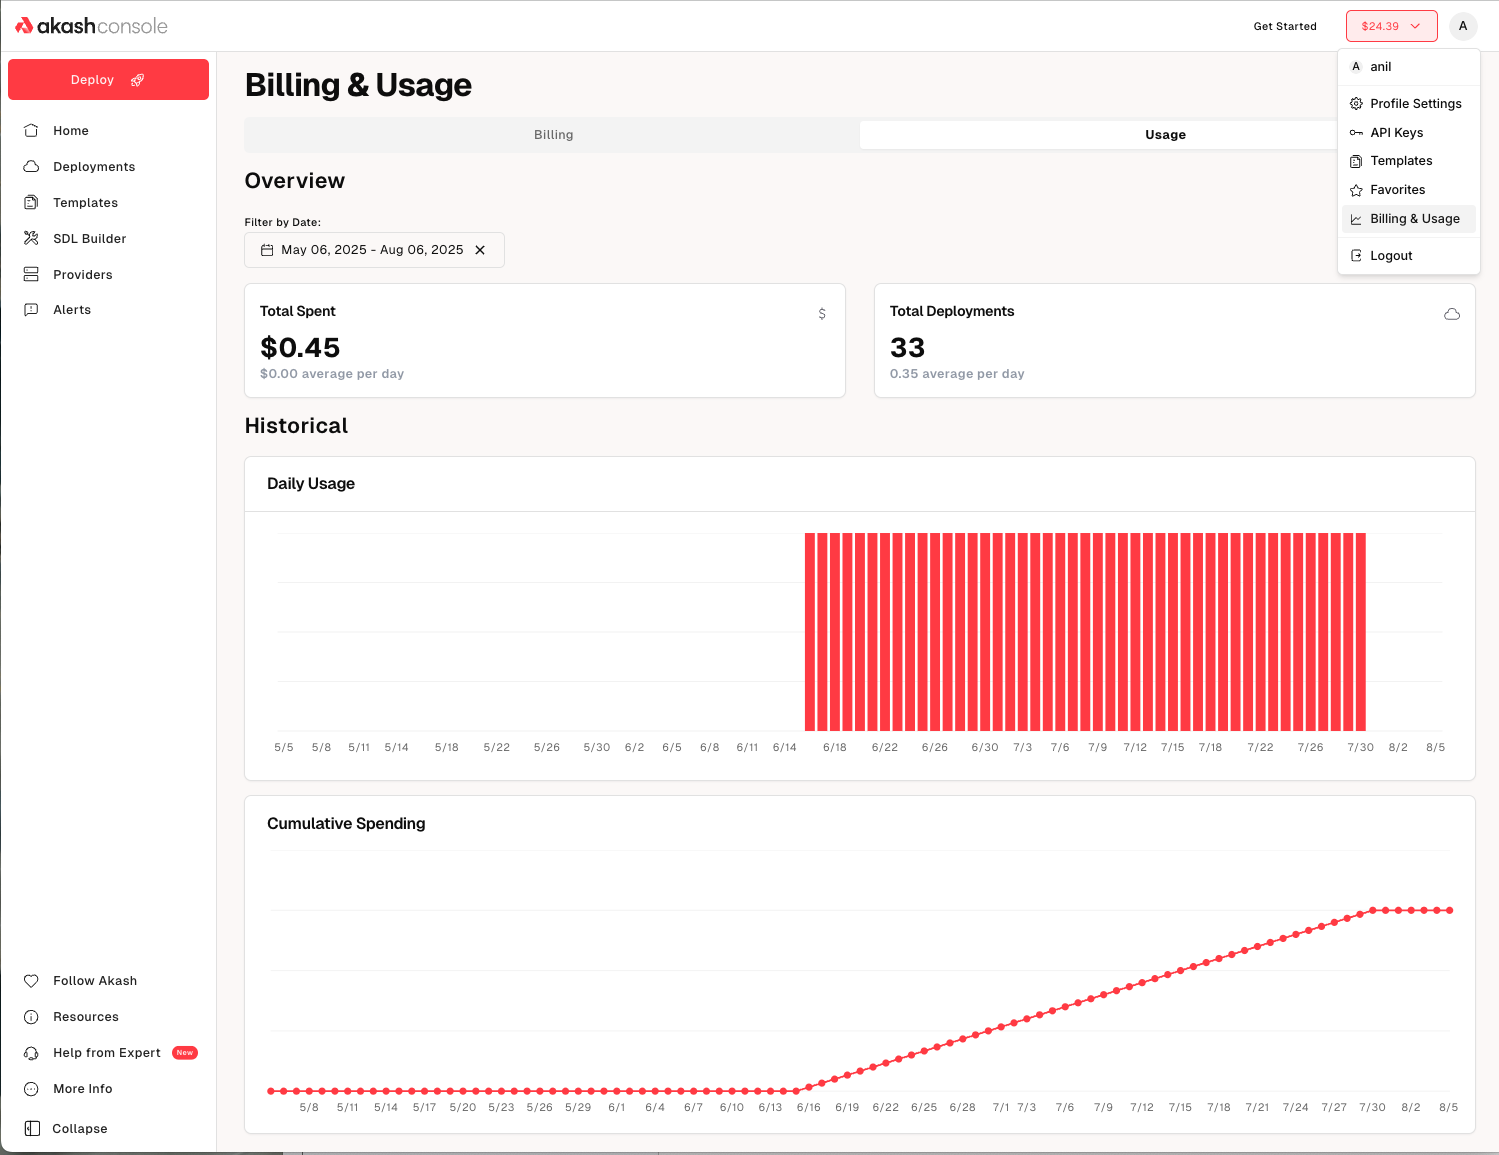 akashconsole
Get Started
$24.39
A
Deploy
Home
Deployments
Templates
SDL Builder
Providers
Alerts
Follow Akash
Resources
Help from Expert New
More Info
Collapse
A anil
Profile Settings
API Keys
Templates
Favorites
Billing & Usage
Logout
Billing & Usage
Billing
Usage
Overview
Filter by Date:
May 06, 2025 - Aug 06, 2025
Total Spent
$
$0.45
$0.00 average per day
Total Deployments
33
0.35 average per day
Historical
Daily Usage
5/5 5/8 5/11 5/14 5/18 5/22 5/26 5/30 6/2 6/5 6/8 6/11 6/14 6/18 6/22 6/26 6/30 7/3 7/6 7/9 7/12 7/15 7/18 7/22 7/26 7/30 8/2 8/5
Cumulative Spending
5/8 5/11 5/14 5/17 5/20 5/23 5/26 5/29 6/1 6/4 6/7 6/10 6/13 6/16 6/19 6/22 6/25 6/28 7/1 7/3 7/6 7/9 7/12 7/15 7/18 7/21 7/24 7/27 7/30 8/2 8/5